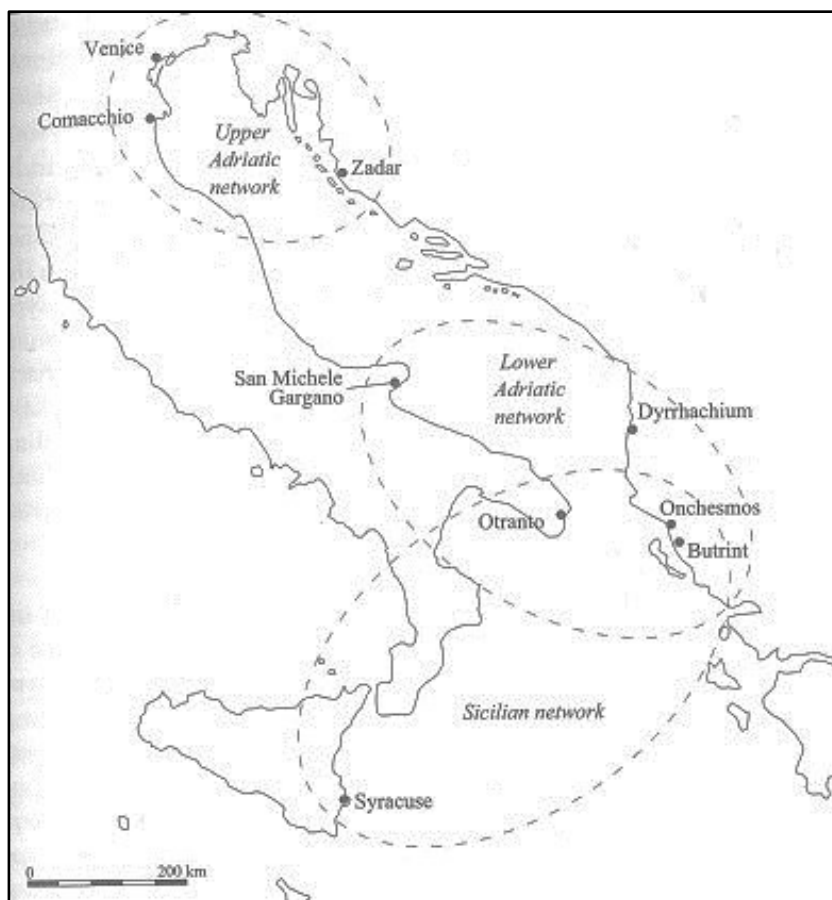 Venice
Comacchio
Upper
Adriatic
network
Zadar
San Michele
Gargano
Lower
Adriatic
network
Dyrrhachium
Otranto
Onchesmos
Butrint
Sicilian network
Syracuse
0
200 km